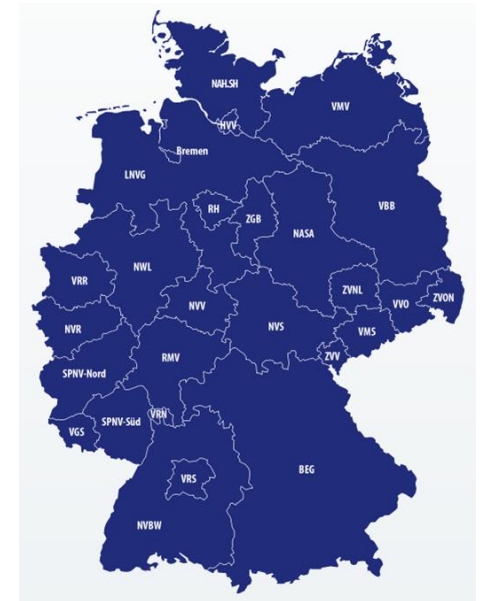 NAH.SH
VMV
HVV
Bremen
LNVG
VBB
RH
ZGB
NASA
NWL
VRR
ZVNL
ZVON
VVO
NVV
NVR
NVS
VMS
ZVV
RMV
SPNV-Nord
VRN
SPNV-Süd
VGS
BEG
VRS
NVBW